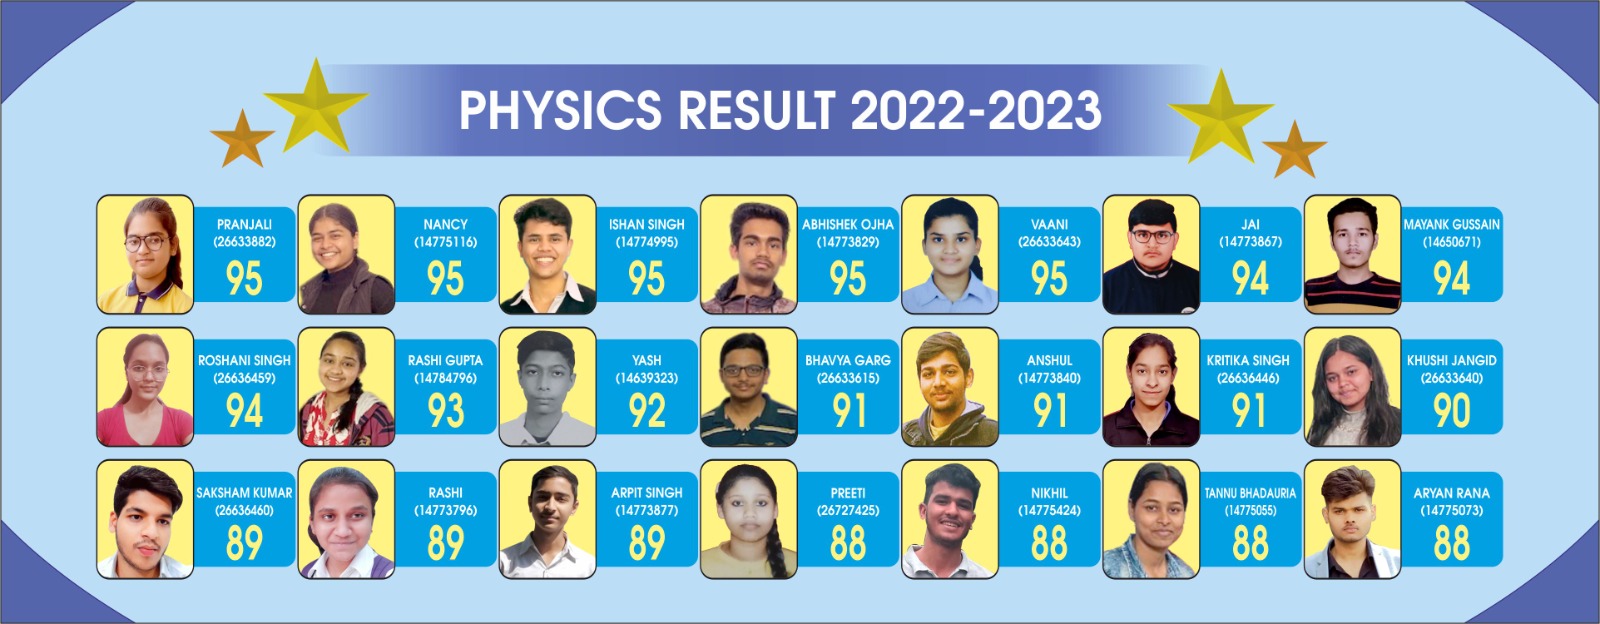 PHYSICS RESULT 2022-2023
PRANJALI
(26633882)
95
NANCY
(14775116)
95
ISHAN SINGH
(14774995)
95
ABHISHEK OJHA
(14773829)
95
VAANI
(26633643)
95
JAI
(14773867)
94
MAYANK GUSSAIN
(14650671)
94
ROSHANI SINGH
(26636459)
94
RASHI GUPTA
(14784796)
93
YASH
(14639323)
92
BHAVYA GARG
(26633615)
91
ANSHUL
(14773840)
91
KRITIKA SINGH
(26636446)
91
KHUSHI JANGID
(26633640)
90
SAKSHAM KUMAR
(26636460)
89
RASHI
(14773796)
89
ARPIT SINGH
(14773877)
89
PREETI
(26727425)
88
NIKHIL
(14775424)
88
TANNU BHADAURIA
(14775055)
88
ARYAN RANA
(14775073)
88